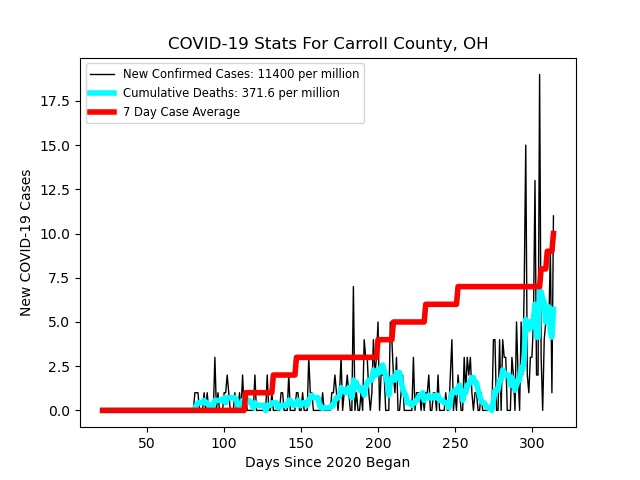 COVID-19 Stats For Carroll County, OH
New Confirmed Cases: 11400 per million
Cumulative Deaths: 371.6 per million
7 Day Case Average
New COVID-19 Cases
17.5
15.0
12.5
10.0
7.5
5.0
2.5
0.0
50 100 150 200 250 300
Days Since 2020 Began